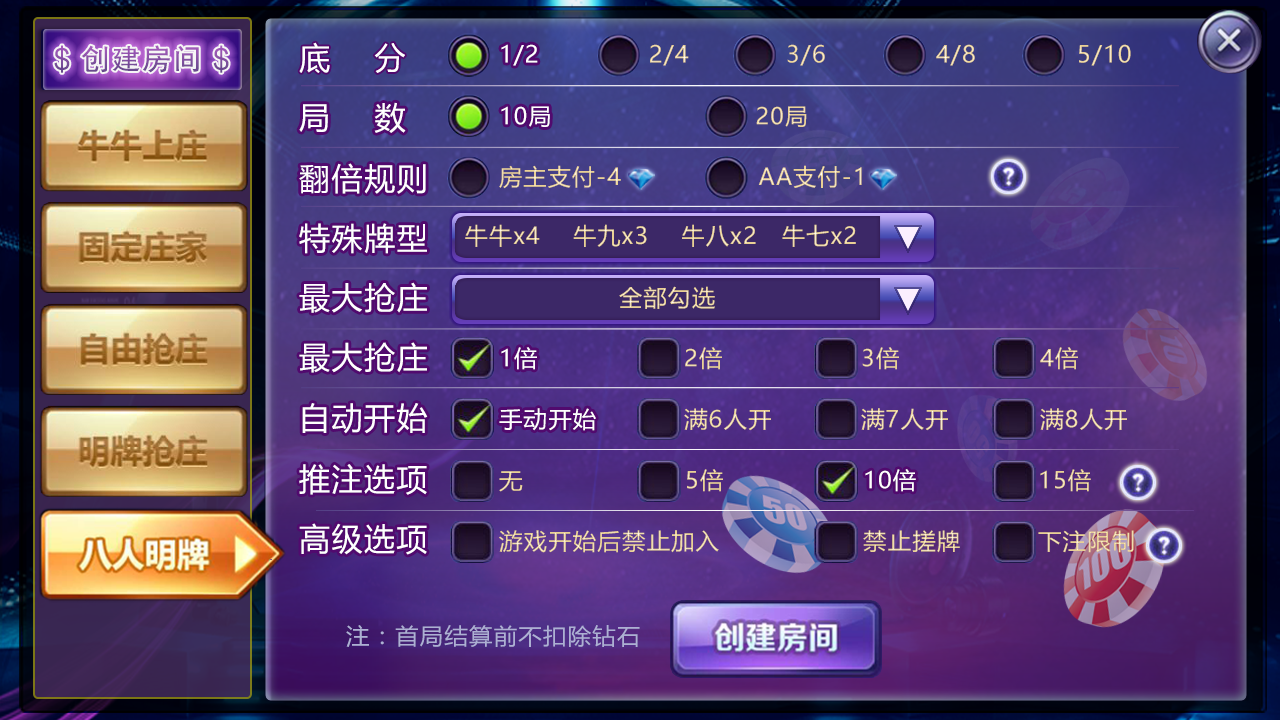 $ 创建房间 $
牛牛上庄
固定庄家
自由抢庄
明牌抢庄
八人明牌
底 分 1/2 2/4 3/6 4/8 5/10
局 数 10局 20局
翻倍规则 房主支付-4 AA支付-1 ?
特殊牌型 牛牛x4 牛九x3 牛八x2 牛七x2
最大抢庄 全部勾选
最大抢庄 1倍 2倍 3倍 4倍
自动开始 手动开始 满6人开 满7人开 满8人开
推注选项 无 5倍 10倍 15倍 ?
高级选项 游戏开始后禁止加入 禁止搓牌 下注限制 ?
50
100
注：首局结算前不扣除钻石
创建房间